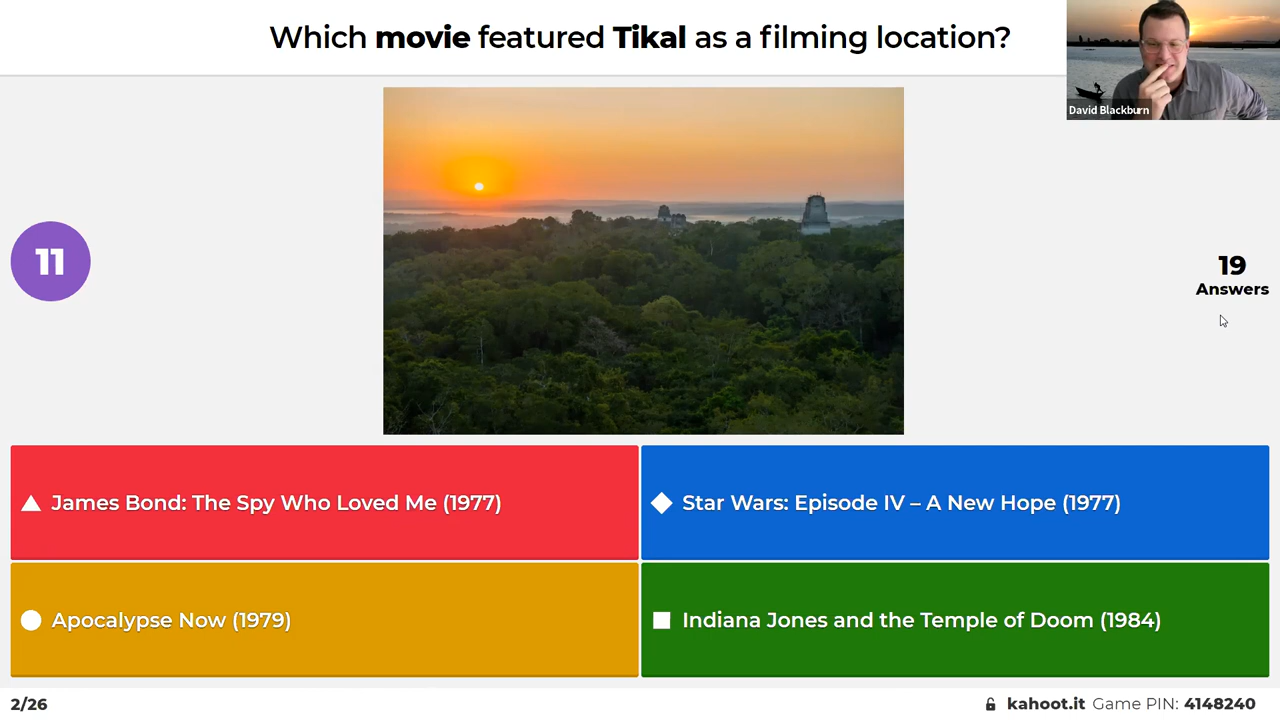 Which movie featured Tikal as a filming location?
David Blackburn
11
19
Answers
James Bond: The Spy Who Loved Me (1977)
Star Wars: Episode IV – A New Hope (1977)
Apocalypse Now (1979)
Indiana Jones and the Temple of Doom (1984)
2/26
kahoot.it Game PIN: 4148240